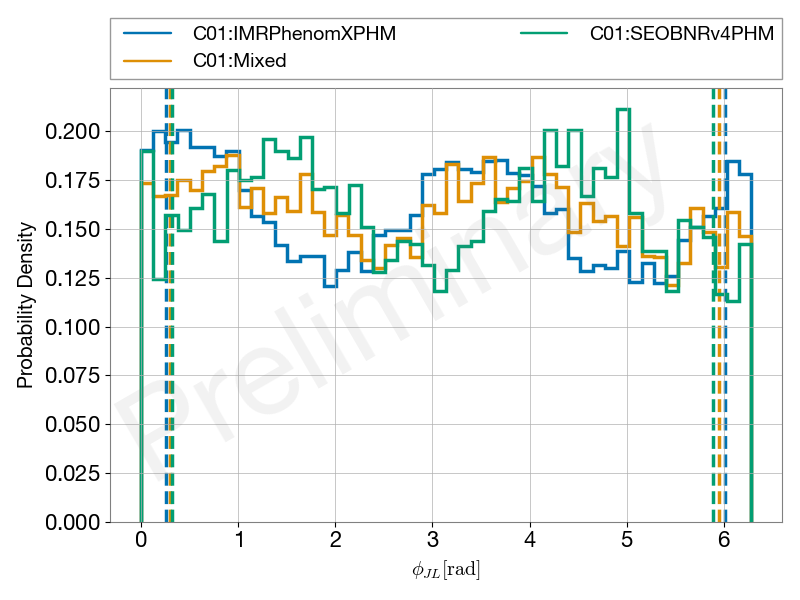 C01:IMRPhenomXPHM
C01:Mixed
C01:SEOBNRv4PHM
0.200
0.175
0.150
0.125
0.100
0.075
0.050
0.025
0.000
Probability Density
Preliminary
0 1 2 3 4 5 6
ϕJL[rad]